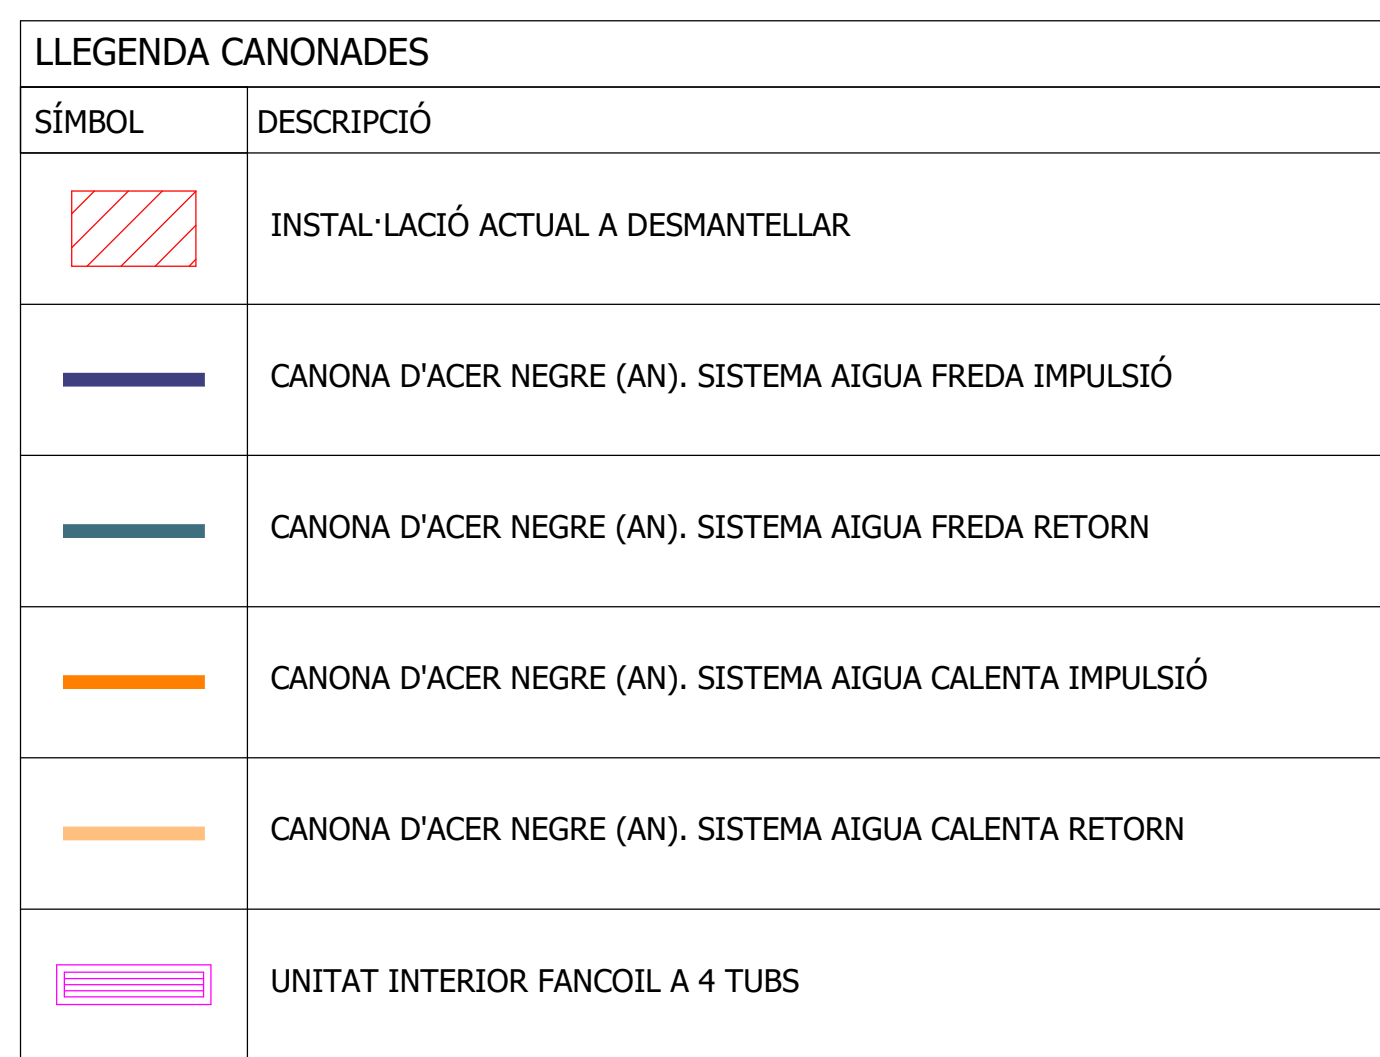 LLEGENDA CANONADES
SÍMBOL DESCRIPCIÓ
INSTAL·LACIÓ ACTUAL A DESMANTELLAR
CANONA D'ACER NEGRE (AN). SISTEMA AIGUA FREDA IMPULSIÓ
CANONA D'ACER NEGRE (AN). SISTEMA AIGUA FREDA RETORN
CANONA D'ACER NEGRE (AN). SISTEMA AIGUA CALENTA IMPULSIÓ
CANONA D'ACER NEGRE (AN). SISTEMA AIGUA CALENTA RETORN
UNITAT INTERIOR FANCOIL A 4 TUBS